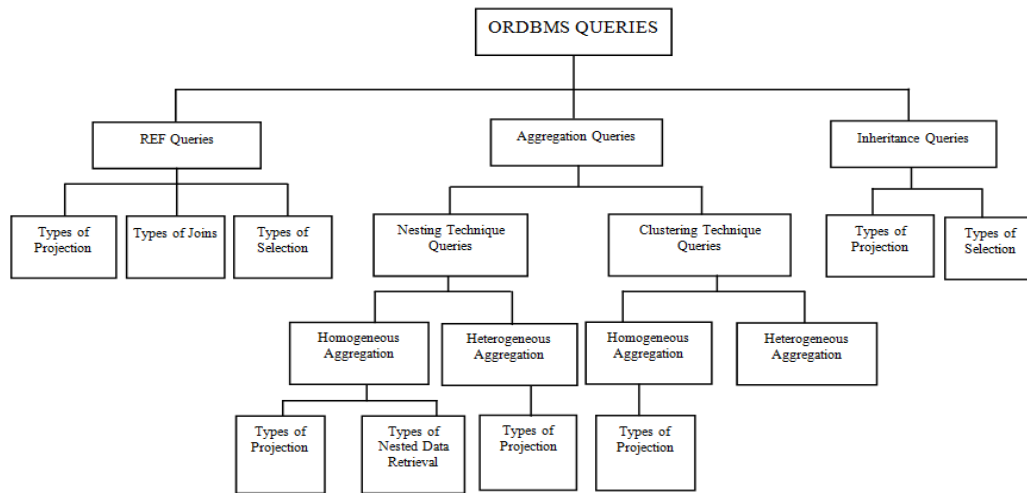 ORDBMS QUERIES
REF Queries
Aggregation Queries
Inheritance Queries
Types of
Projection
Types of Joins
Types of
Selection
Nesting Technique
Queries
Clustering Technique
Queries
Types of
Projection
Types of
Selection
Homogeneous
Aggregation
Heterogeneous
Aggregation
Homogeneous
Aggregation
Heterogeneous
Aggregation
Types of
Projection
Types of
Nested Data
Retrieval
Types of
Projection
Types of
Projection